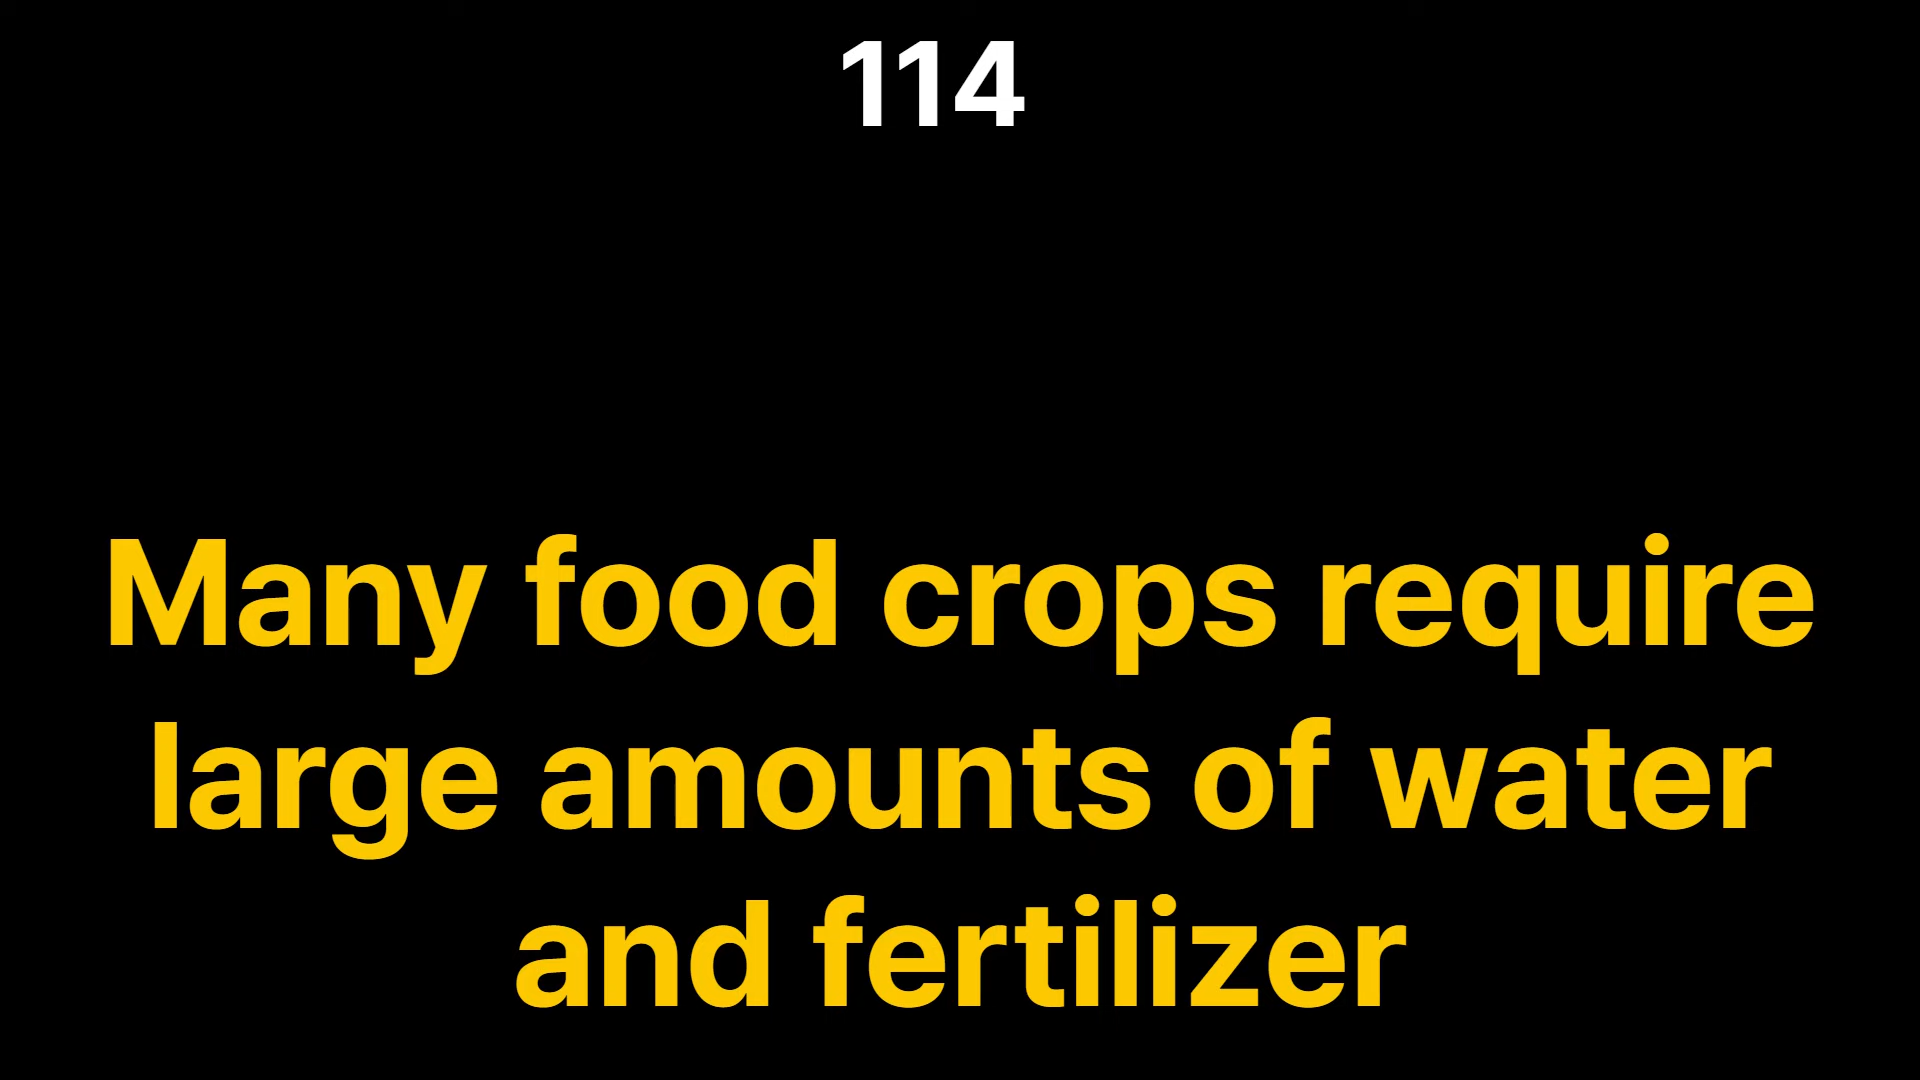 114
Many food crops require
large amounts of water
and fertilizer